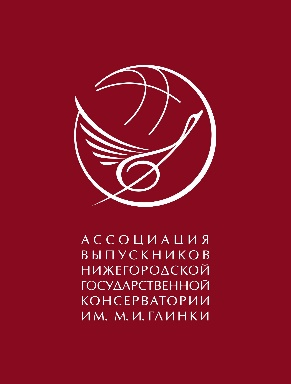 АССОЦИАЦИЯ
ВЫПУСКНИКОВ
НИЖЕГОРОДСКОЙ
ГОСУДАРСТВЕННОЙ
КОНСЕРВАТОРИИ
ИМ. М.И.ГЛИНКИ